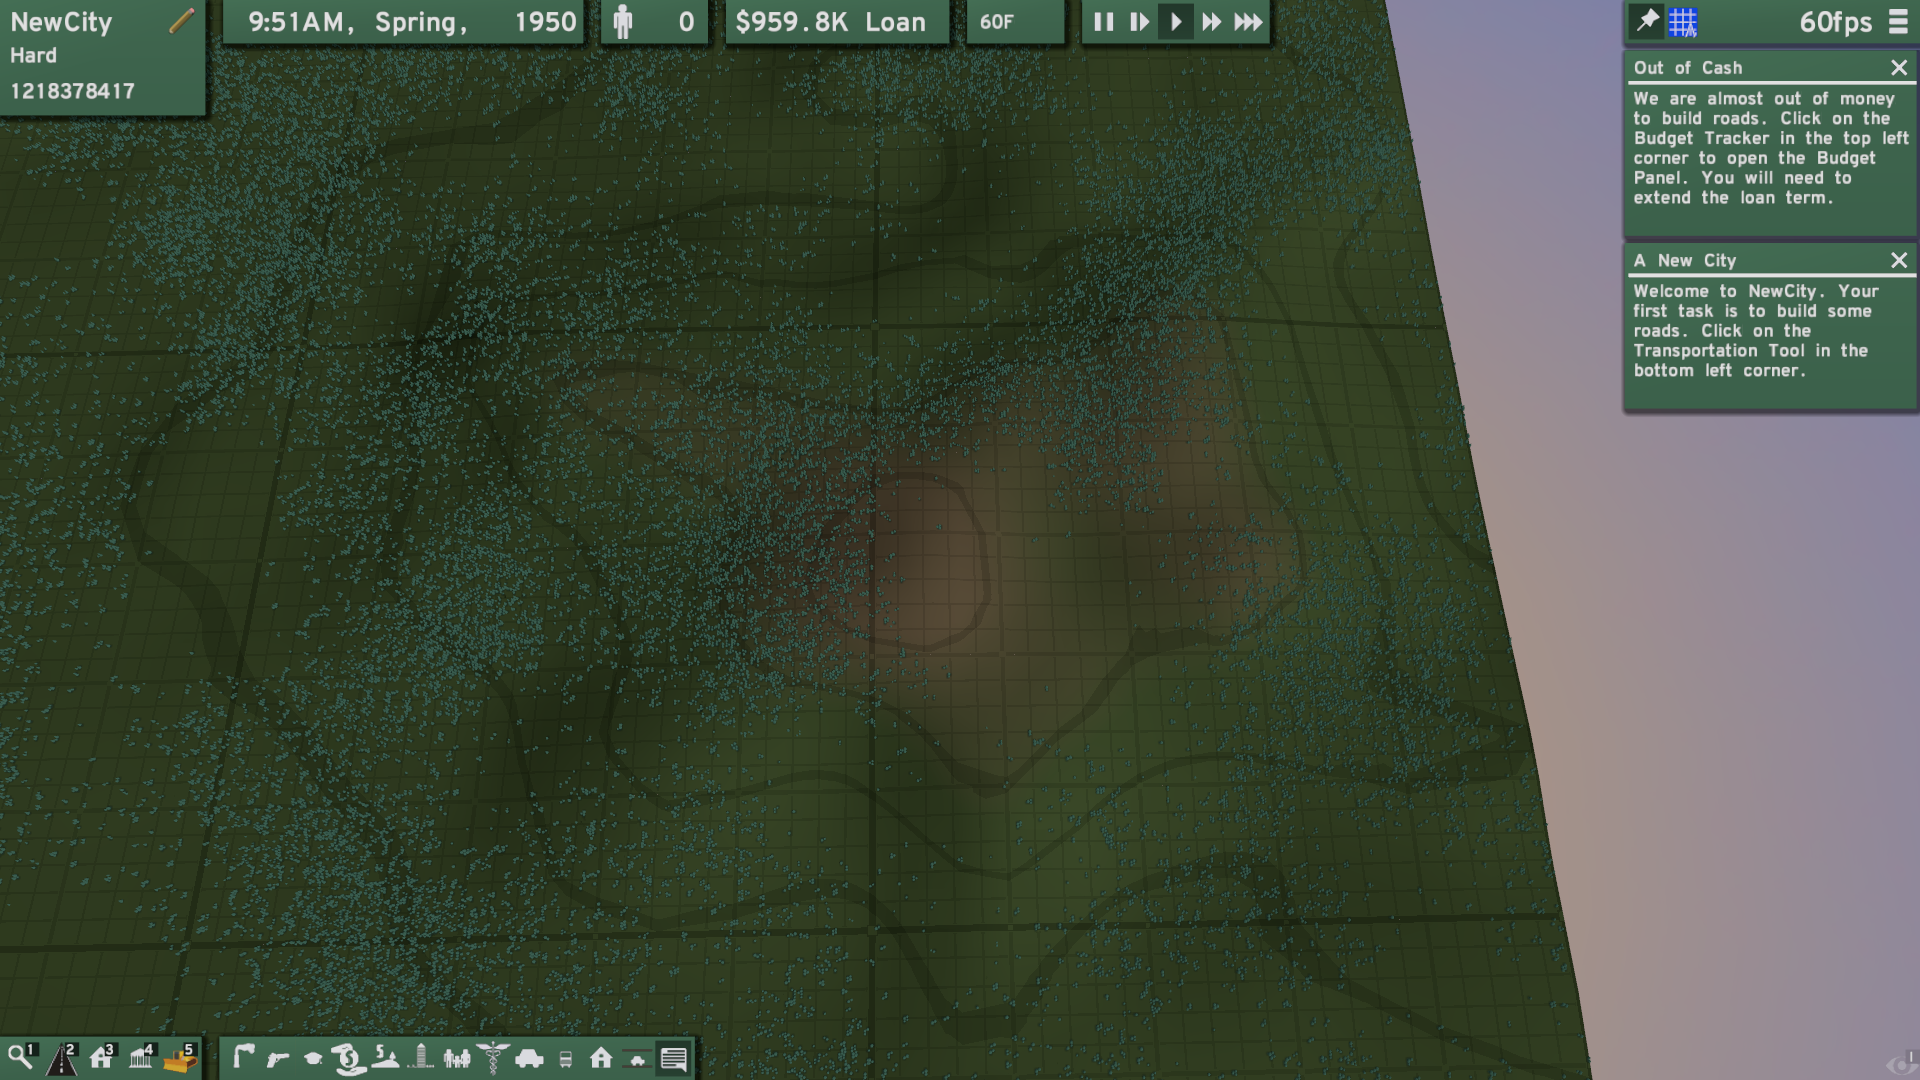 NewCity
Hard
1218378417
9:51AM, Spring, 1950
0
$959.8K Loan
60F
60fps
Out of Cash
We are almost out of money
to build roads. Click on the
Budget Tracker in the top left
corner to open the Budget
Panel. You will need to
extend the loan term.
A New City
Welcome to NewCity. Your
first task is to build some
roads. Click on the
Transportation Tool in the
bottom left corner.
1 2 3 4 5